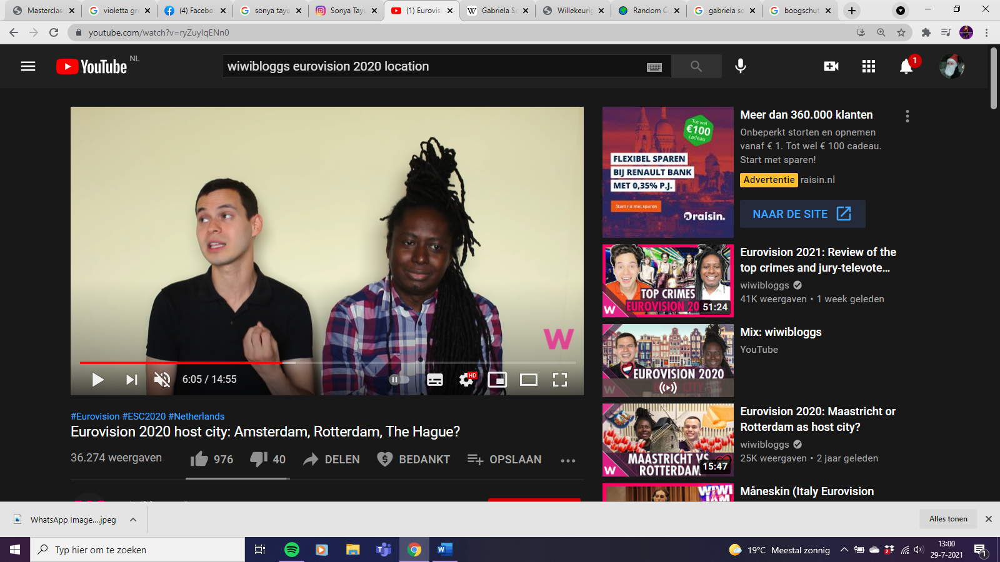 Masterclas
violetta gr
(4) Facebo
sonya tayu
Sonya Tayu
(1) Eurovis
Gabriela Sc
Willekeurig
Random C
gabriela sc
boogschut
youtube.com/watch?v=ryZuylqENn0
YouTube NL
wiwibloggs eurovision 2020 location
1
W
6:05 / 14:55
HD
#Eurovision #ESC2020 #Netherlands
Eurovision 2020 host city: Amsterdam, Rotterdam, The Hague?
36.274 weergaven
976
40
DELEN
BEDANKT
OPSLAAN
Tot wel
€100
cadeau
FLEXIBEL SPAREN
BIJ RENAULT BANK
MET 0,35% P.J.
Start nu met sparen
raisin.
Meer dan 360.000 klanten
Onbeperkt storten en opnemen
vanaf € 1. Tot wel € 100 cadeau.
Start met sparen!
Advertentie raisin.nl
NAAR DE SITE
TOP CRIMES
EUROVISION 20
W
51:24
Eurovision 2021: Review of the
top crimes and jury-televote...
wiwibloggs
41K weergaven • 1 week geleden
EUROVISION 2020
W
CITY
Mix: wiwibloggs
YouTube
MAASTRICHT VS
ROTTERDAM
W
15:47
Eurovision 2020: Maastricht or
Rotterdam as host city?
wiwibloggs
25K weergaven • 2 jaar geleden
WIWI
JAM
Måneskin (Italy Eurovision
WhatsApp Image....jpeg
Alles tonen
Typ hier om te zoeken
19°C Meestal zonnig
2
13:00
29-7-2021
1